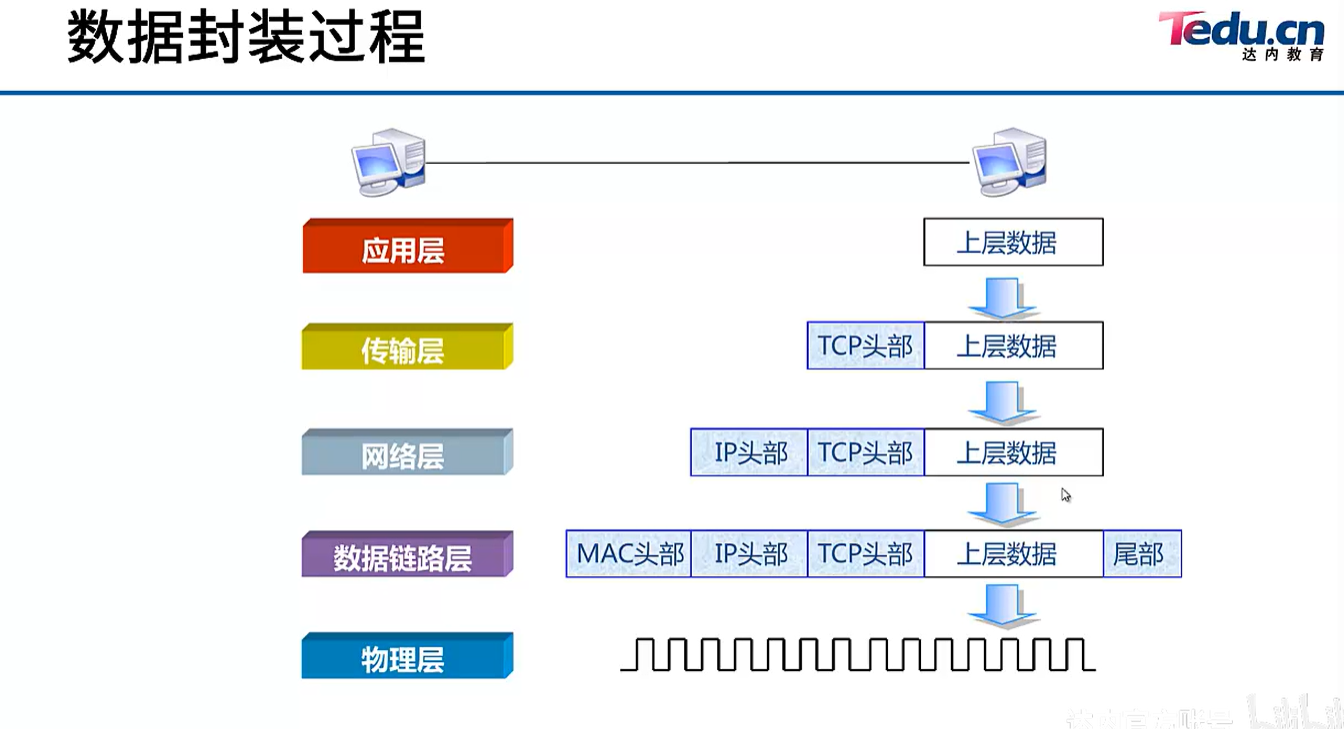 数据封装过程
Tedu.cn
达内教育
应用层
上层数据
传输层
TCP头部 上层数据
网络层
IP头部 TCP头部 上层数据
数据链路层
MAC头部 IP头部 TCP头部 上层数据 尾部
物理层